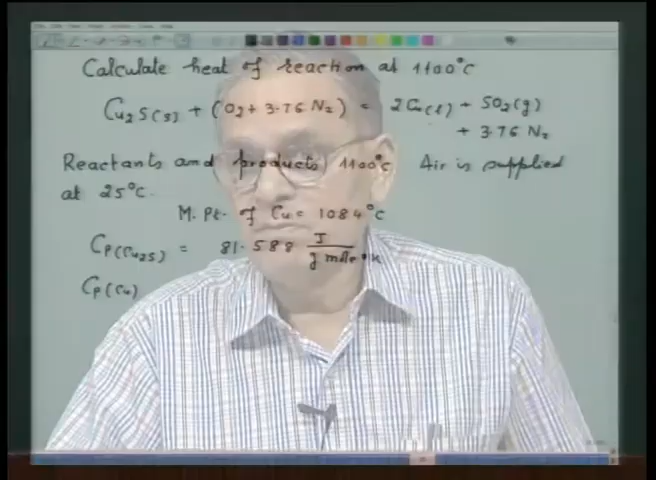 Calculate heat of reaction at 1100°C
Cu2S(s) + (O2 + 3.76 N2) = 2Cu(l) + SO2(g)
+ 3.76 N2
Reactants and products 1100°C Air is supplied
at 25°C.
M. Pt. of Cu = 1084°C
Cp(Cu2S) = 81.588 J / g mole · K
Cp(Cu)